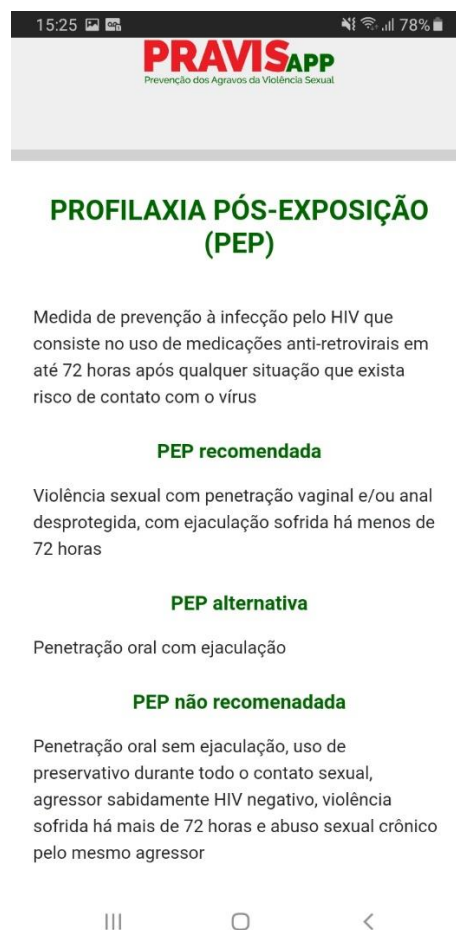 15:25 78%
PRAVISAPP
Prevenção dos Agravos da Violência Sexual
PROFILAXIA PÓS-EXPOSIÇÃO
(PEP)
Medida de prevenção à infecção pelo HIV que
consiste no uso de medicações anti-retrovirais em
até 72 horas após qualquer situação que exista
risco de contato com o vírus
PEP recomendada
Violência sexual com penetração vaginal e/ou anal
desprotegida, com ejaculação sofrida há menos de
72 horas
PEP alternativa
Penetração oral com ejaculação
PEP não recomenadada
Penetração oral sem ejaculação, uso de
preservativo durante todo o contato sexual,
agressor sabidamente HIV negativo, violência
sofrida há mais de 72 horas e abuso sexual crônico
pelo mesmo agressor